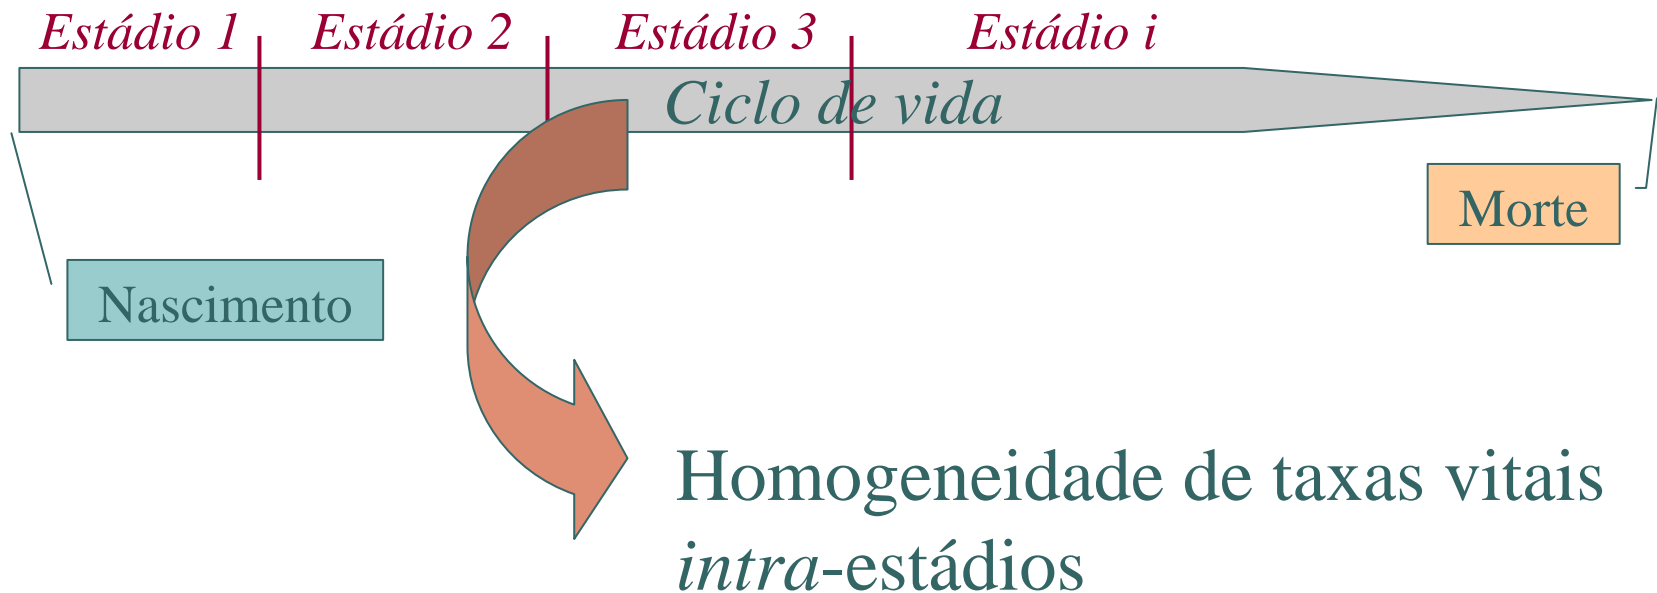 Estádio 1 Estádio 2 Estádio 3 Estádio i
Ciclo de vida
Morte
Nascimento
Homogeneidade de taxas vitais
intra-estádios